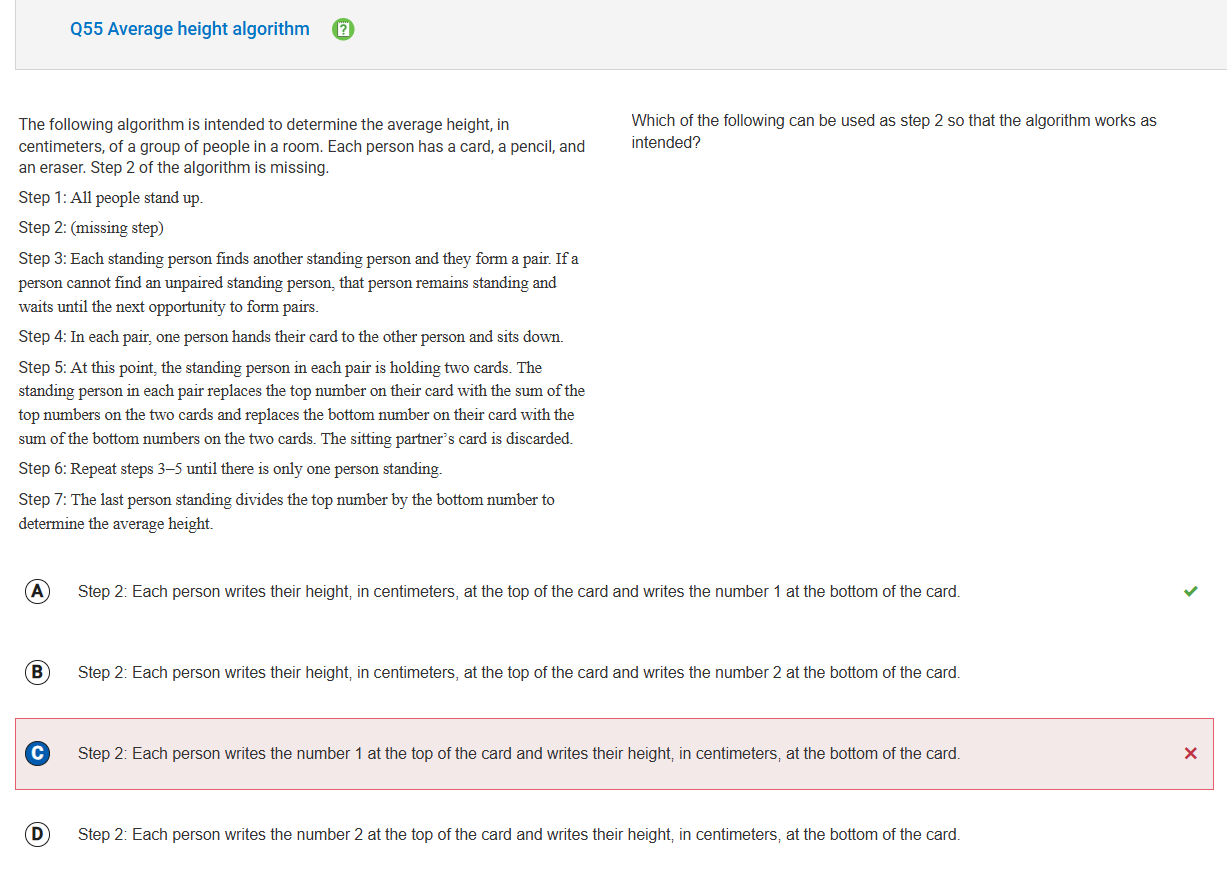 Q55 Average height algorithm
The following algorithm is intended to determine the average height, in
centimeters, of a group of people in a room. Each person has a card, a pencil, and
an eraser. Step 2 of the algorithm is missing.
Step 1: All people stand up.
Step 2: (missing step)
Step 3: Each standing person finds another standing person and they form a pair. If a
person cannot find an unpaired standing person, that person remains standing and
waits until the next opportunity to form pairs.
Step 4: In each pair, one person hands their card to the other person and sits down.
Step 5: At this point, the standing person in each pair is holding two cards. The
standing person in each pair replaces the top number on their card with the sum of the
top numbers on the two cards and replaces the bottom number on their card with the
sum of the bottom numbers on the two cards. The sitting partner's card is discarded.
Step 6: Repeat steps 3–5 until there is only one person standing.
Step 7: The last person standing divides the top number by the bottom number to
determine the average height.
Which of the following can be used as step 2 so that the algorithm works as
intended?
A Step 2: Each person writes their height, in centimeters, at the top of the card and writes the number 1 at the bottom of the card.
B Step 2: Each person writes their height, in centimeters, at the top of the card and writes the number 2 at the bottom of the card.
C Step 2: Each person writes the number 1 at the top of the card and writes their height, in centimeters, at the bottom of the card.
D Step 2: Each person writes the number 2 at the top of the card and writes their height, in centimeters, at the bottom of the card.